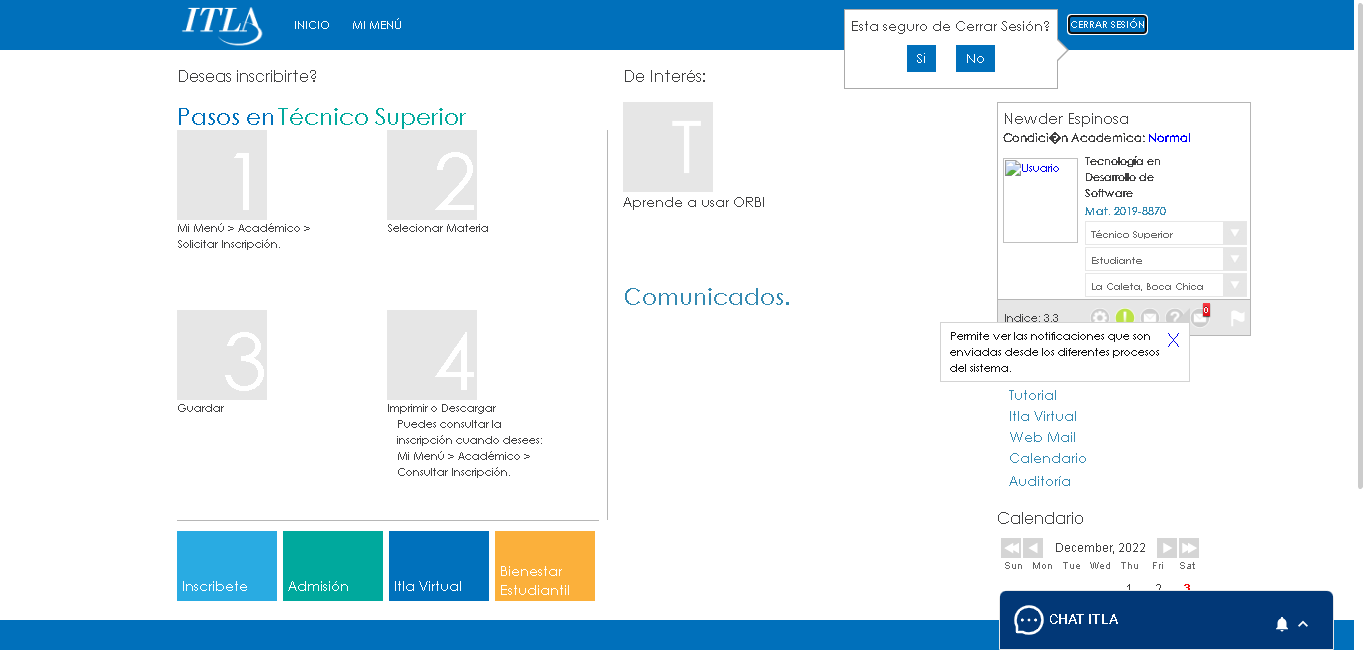 ITLA
INICIO
MI MENÚ
Esta seguro de Cerrar Sesión?
Si
No
CERRAR SESIÓN
Deseas inscribirte?
Pasos en Técnico Superior
1
Mi Menú > Académico >
Solicitar Inscripción.
2
Selecionar Materia
3
Guardar
4
Imprimir o Descargar
Puedes consultar la
inscripción cuando desees:
Mi Menú > Académico >
Consultar Inscripción.
Inscribete
Admisión
Itla Virtual
Bienestar
Estudiantil
De Interés:
T
Aprende a usar ORBI
Comunicados.
Newder Espinosa
Condici�n Academica: Normal
Usuario
Tecnología en
Desarrollo de
Software
Mat. 2019-8870
Técnico Superior
Estudiante
La Caleta, Boca Chica
Indice: 3.3
0
Permite ver las notificaciones que son
enviadas desde los diferentes procesos
del sistema.
X
Tutorial
Itla Virtual
Web Mail
Calendario
Auditoría
Calendario
December, 2022
Sun Mon Tue Wed Thu Fri Sat
1 2 3
CHAT ITLA